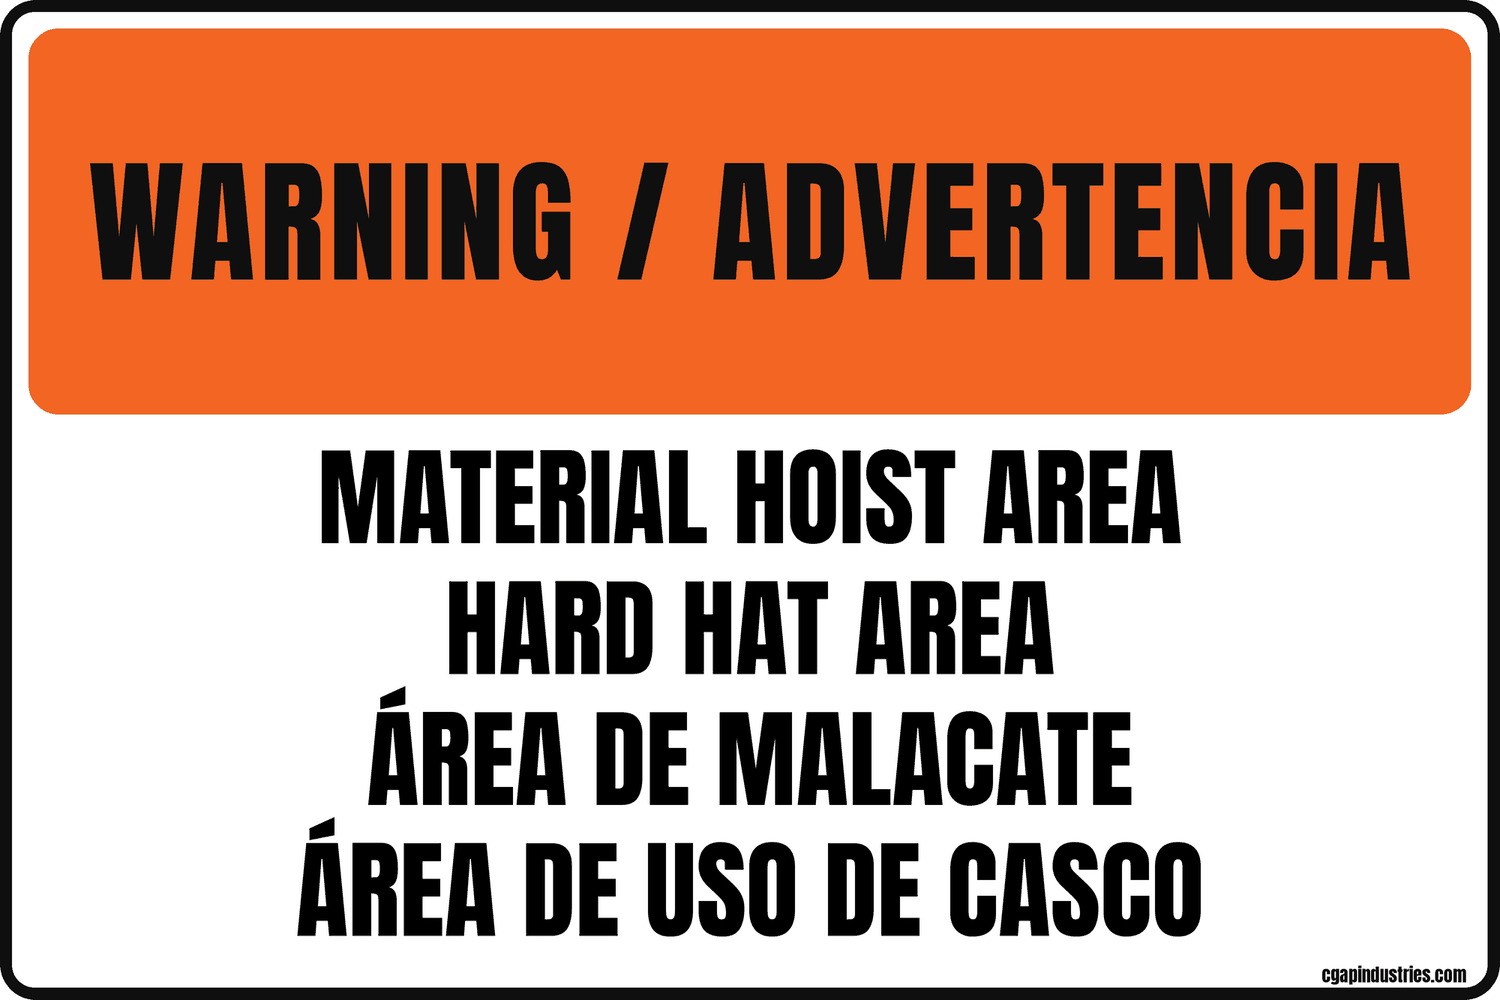 WARNING / ADVERTENCIA
MATERIAL HOIST AREA
HARD HAT AREA
ÁREA DE MALACATE
ÁREA DE USO DE CASCO
cgapindustries.com